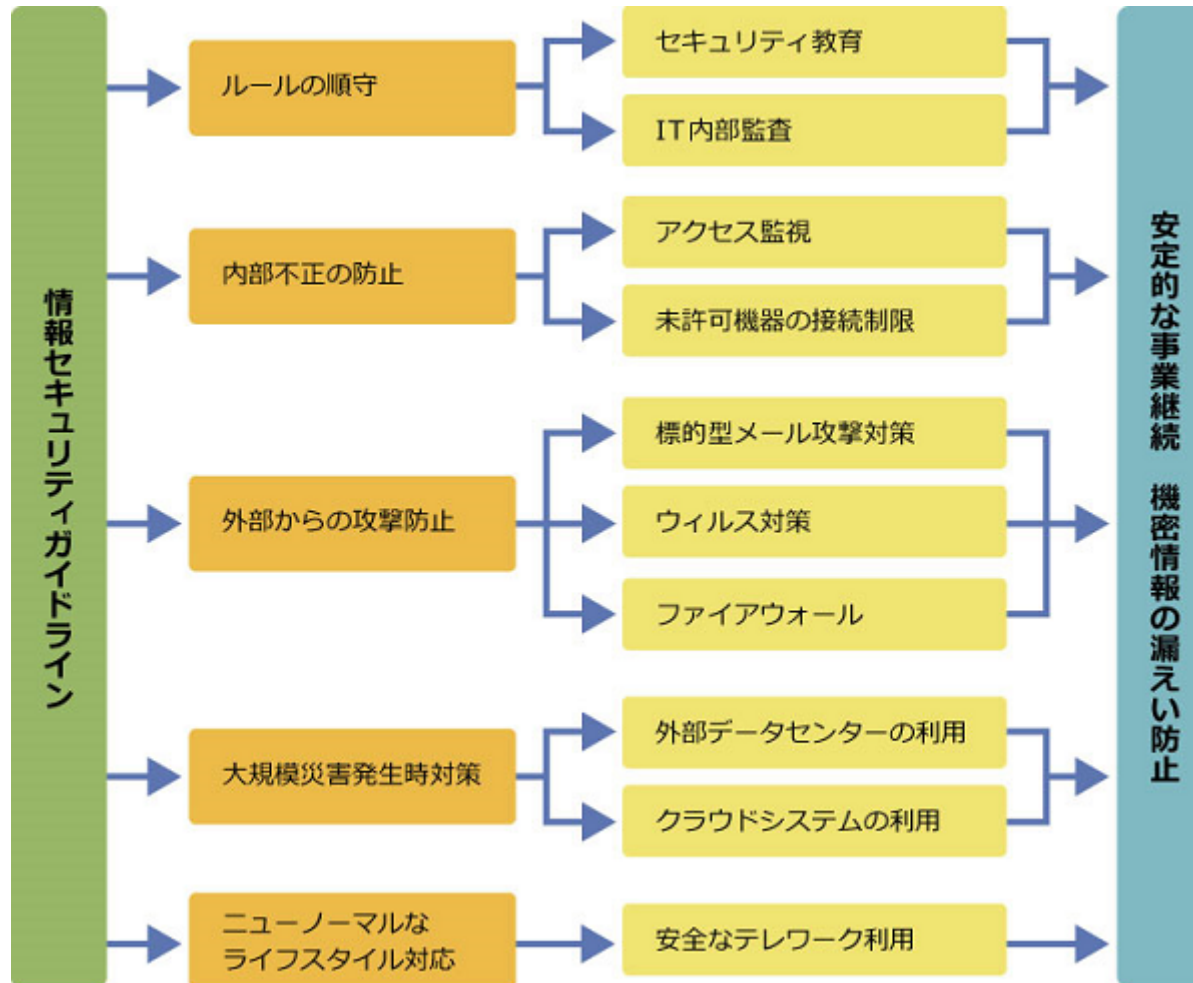 情報セキュリティガイドライン
ルールの順守
セキュリティ教育
IT内部監査
内部不正の防止
アクセス監視
未許可機器の接続制限
外部からの攻撃防止
標的型メール攻撃対策
ウィルス対策
ファイアウォール
大規模災害発生時対策
外部データセンターの利用
クラウドシステムの利用
ニューノーマルな
ライフスタイル対応
安全なテレワーク利用
安定的な事業継続　機密情報の漏えい防止